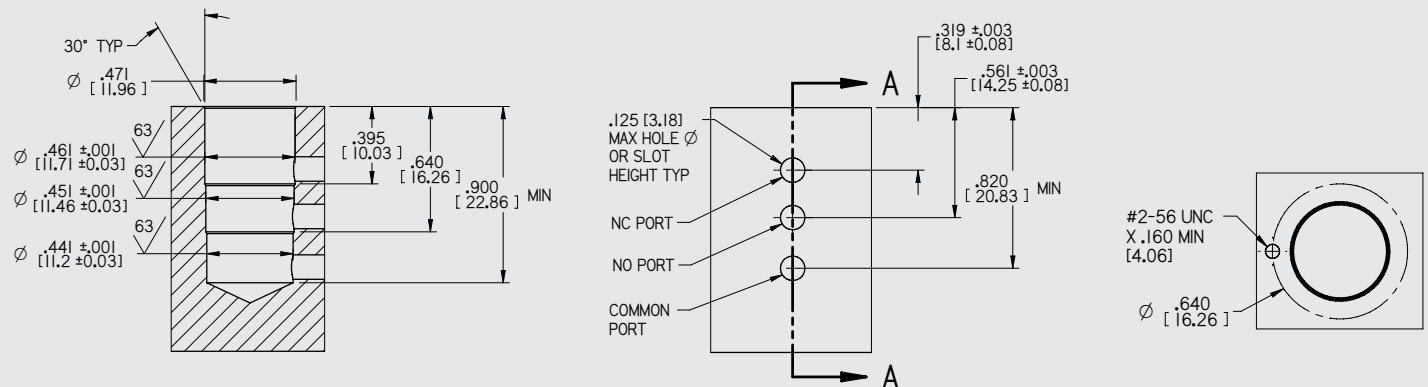 30° TYP
Ø .471
[ 11.96 ]
63
Ø .461 ±.001
[11.71 ±0.03]
63
Ø .451 ±.001
[11.46 ±0.03]
63
Ø .441 ±.001
[11.2 ±0.03]
.395
[ 10.03 ]
.640
[ 16.26 ]
.900
[ 22.86 ] MIN
.319 ±.003
[8.1 ±0.08]
.561 ±.003
[14.25 ±0.08]
A
.125 [3.18]
MAX HOLE Ø
OR SLOT
HEIGHT TYP
.820
[ 20.83 ] MIN
NC PORT
NO PORT
COMMON
PORT
A
#2-56 UNC
X .160 MIN
[4.06]
Ø .640
[ 16.26 ]